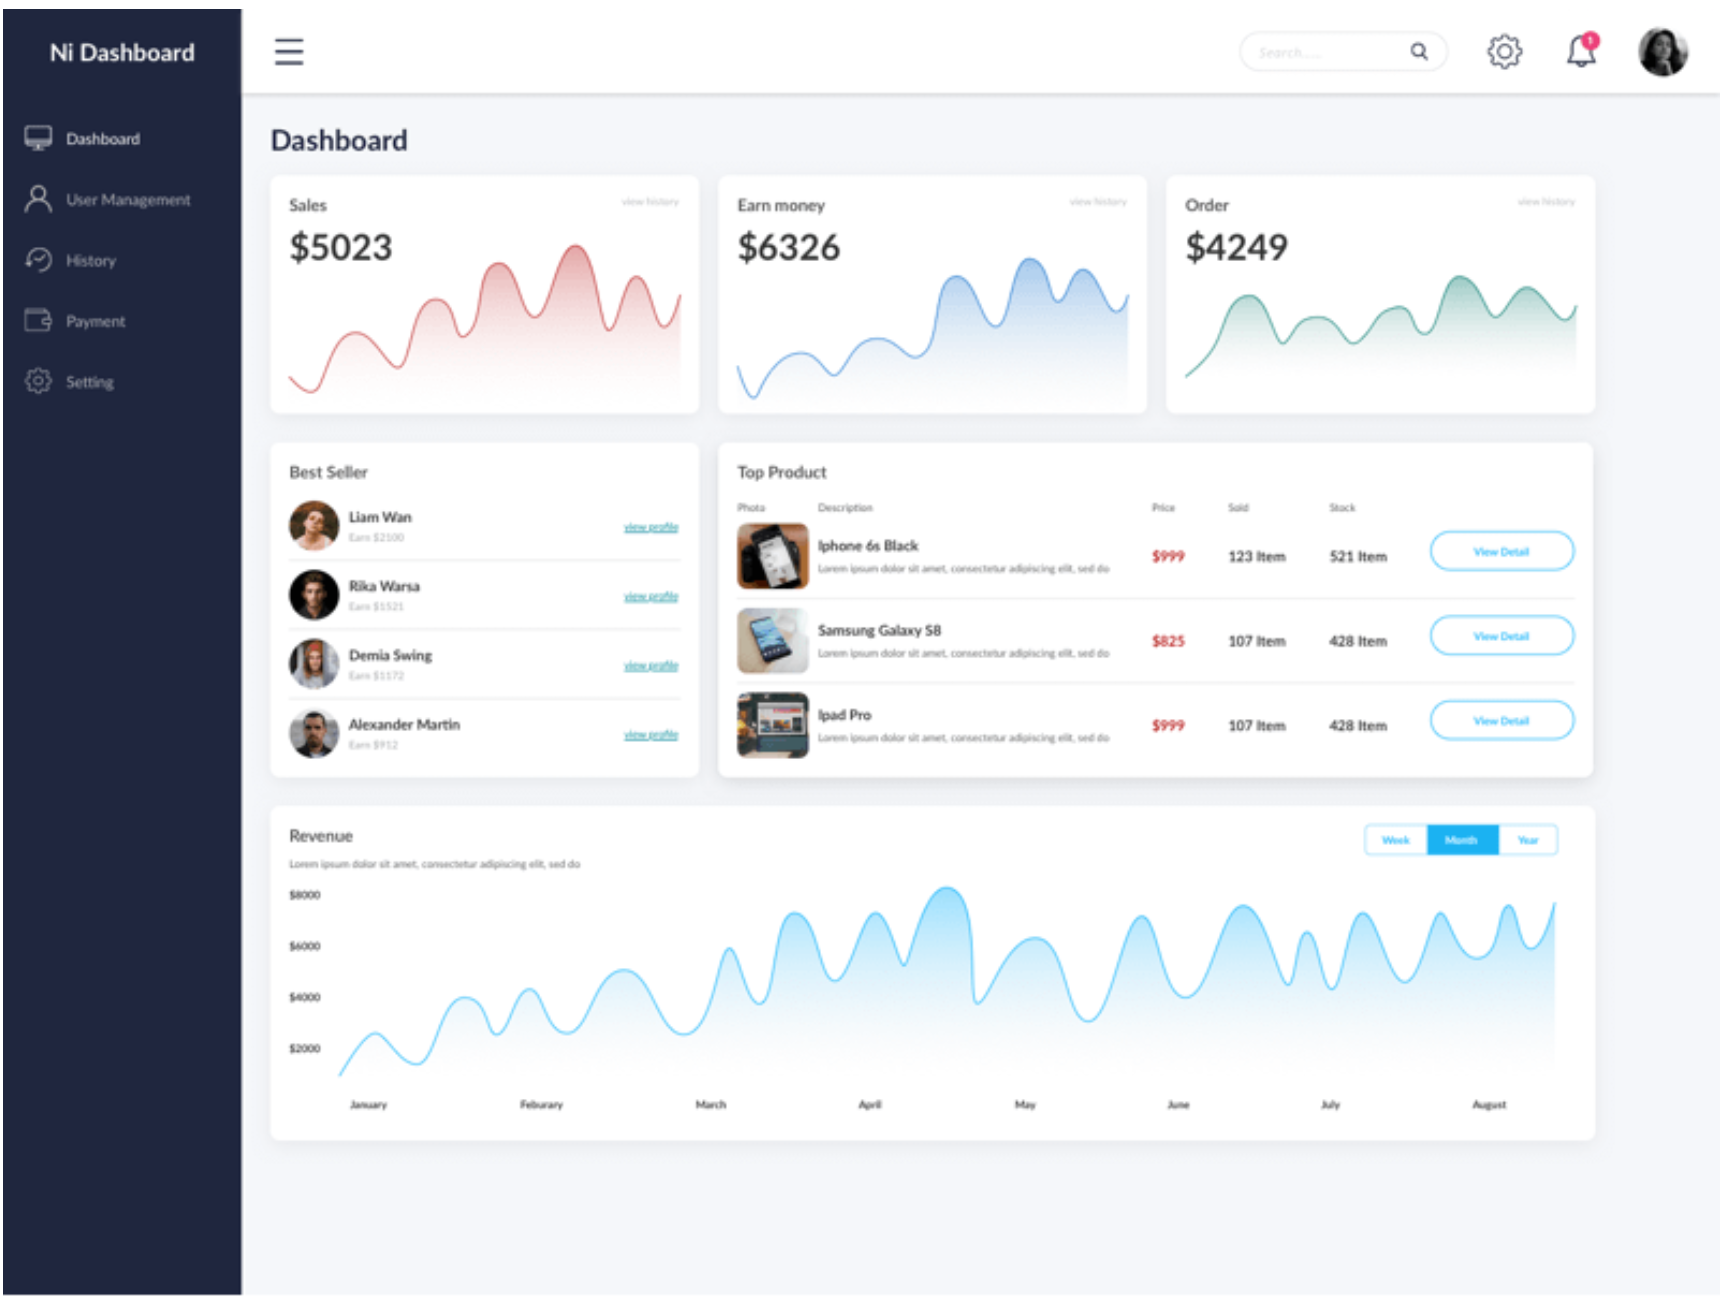 Ni Dashboard
Search.....
1
Dashboard
User Management
History
Payment
Setting
Dashboard
Sales
view history
$5023
Earn money
view history
$6326
Order
view history
$4249
Best Seller
Liam Wan
Earn $2100
view profile
Rika Warsa
Earn $1521
view profile
Demia Swing
Earn $1172
view profile
Alexander Martin
Earn $912
view profile
Top Product
Photo Description Price Sold Stock
Iphone 6s Black
Lorem ipsum dolor sit amet, consectetur adipiscing elit, sed do
$999 123 Item 521 Item View Detail
Samsung Galaxy S8
Lorem ipsum dolor sit amet, consectetur adipiscing elit, sed do
$825 107 Item 428 Item View Detail
Ipad Pro
Lorem ipsum dolor sit amet, consectetur adipiscing elit, sed do
$999 107 Item 428 Item View Detail
Revenue
Week Month Year
Lorem ipsum dolor sit amet, consectetur adipiscing elit, sed do
$8000
$6000
$4000
$2000
January Feburary March April May June July August